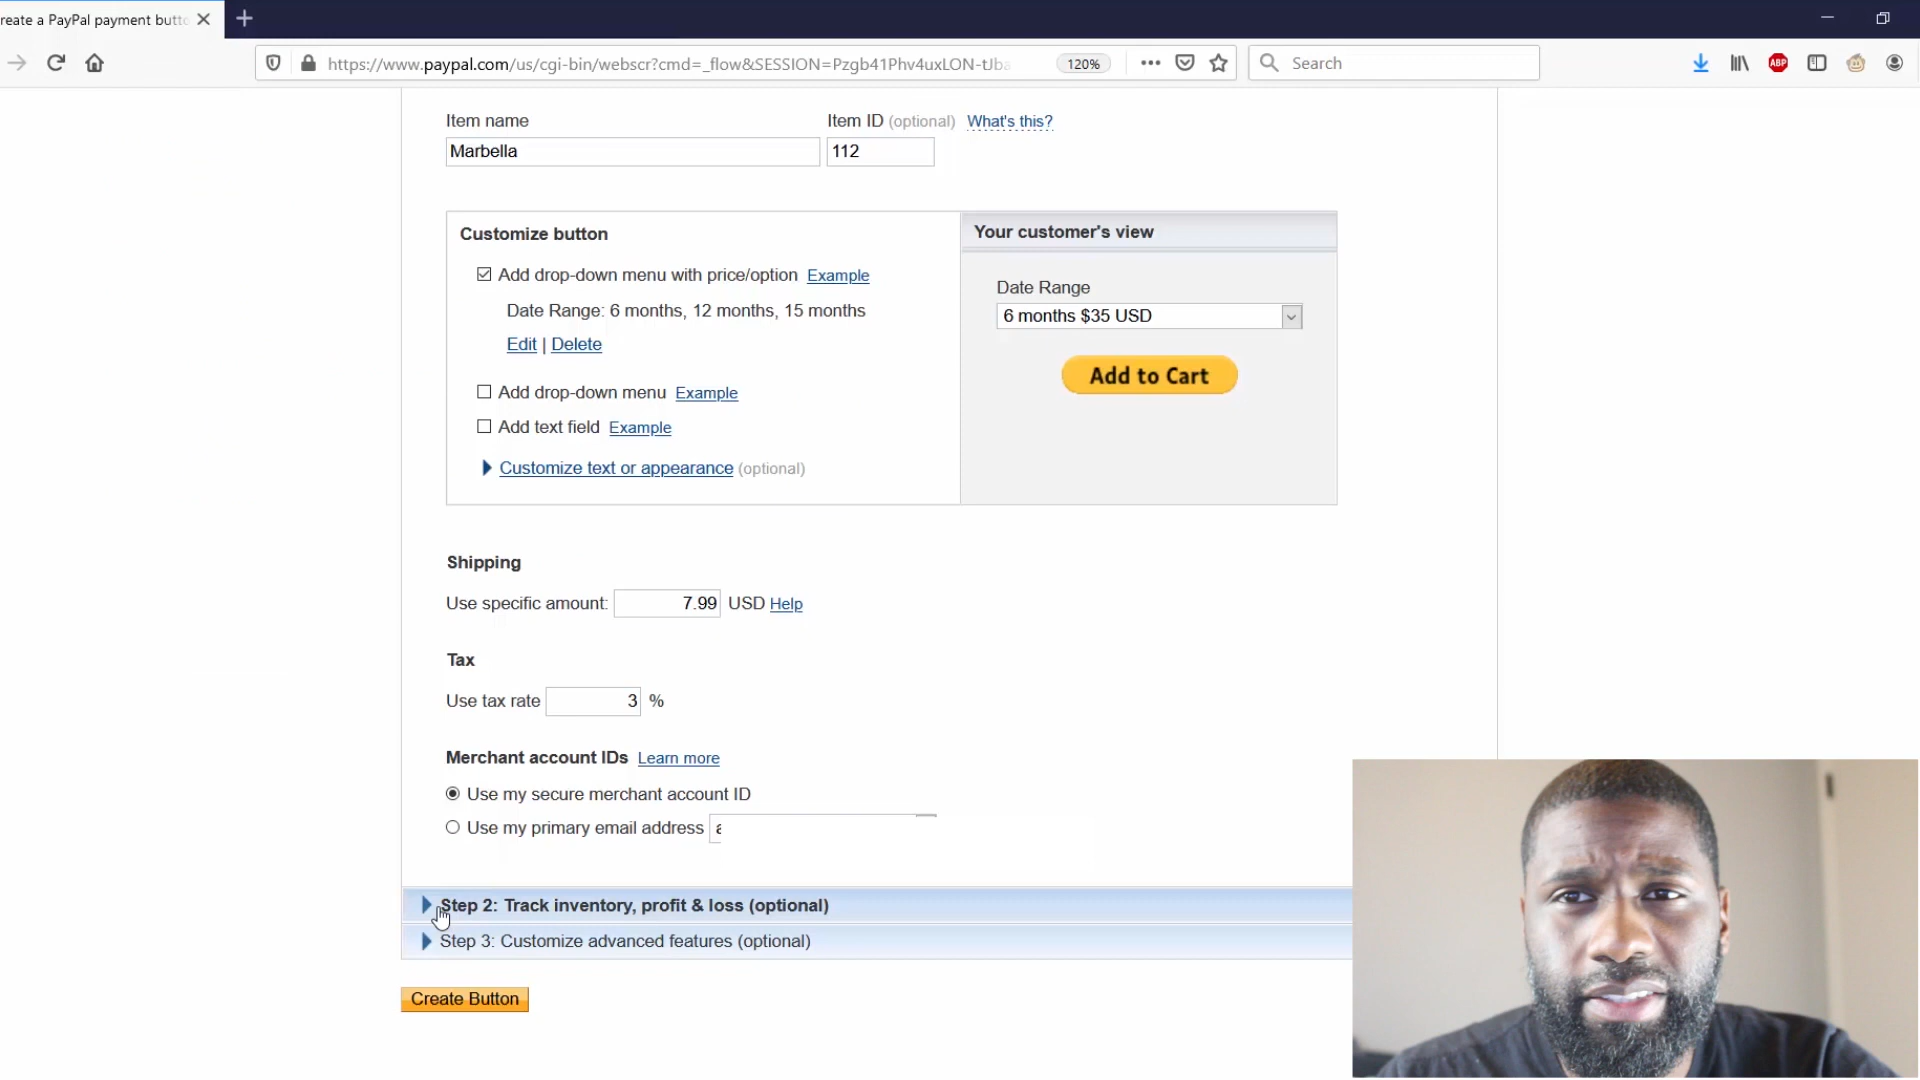 reate a PayPal payment butto
https://www.paypal.com/us/cgi-bin/webscr?cmd=_flow&SESSION=Pzgb41Phv4uxLON-tJba
120%
Search
ABP
Item name
Item ID (optional) What's this?
Marbella
112
Customize button
Your customer's view
Add drop-down menu with price/option Example
Date Range: 6 months, 12 months, 15 months
Edit | Delete
Add drop-down menu Example
Add text field Example
Customize text or appearance (optional)
Date Range
6 months $35 USD
Add to Cart
Shipping
Use specific amount: 7.99 USD Help
Tax
Use tax rate 3 %
Merchant account IDs Learn more
Use my secure merchant account ID
Use my primary email address
Step 2: Track inventory, profit & loss (optional)
Step 3: Customize advanced features (optional)
Create Button